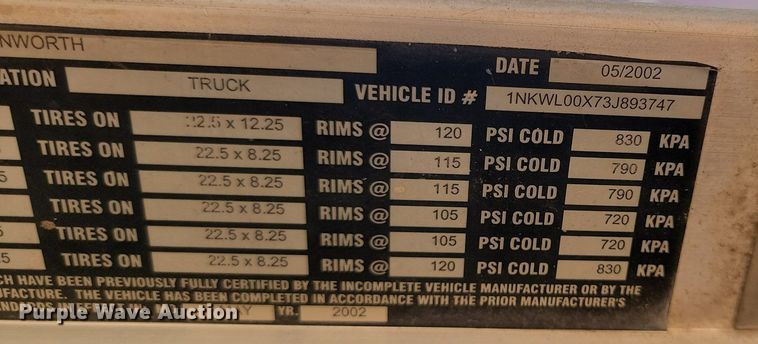 NWORTH DATE 05/2002
ATION TRUCK VEHICLE ID # 1NKWL00X73J893747
TIRES ON 22.5 x 12.25 RIMS @ 120 PSI COLD 830 KPA
TIRES ON 22.5 x 8.25 RIMS @ 115 PSI COLD 790 KPA
5 TIRES ON 22.5 x 8.25 RIMS @ 115 PSI COLD 790 KPA
TIRES ON 22.5 x 8.25 RIMS @ 105 PSI COLD 720 KPA
5 TIRES ON 22.5 x 8.25 RIMS @ 105 PSI COLD 720 KPA
.5 TIRES ON 22.5 x 8.25 RIMS @ 120 PSI COLD 830 KPA
CH HAVE BEEN PREVIOUSLY FULLY CERTIFIED BY THE INCOMPLETE VEHICLE MANUFACTURER OR BY THE
NUFACTURE. THE VEHICLE HAS BEEN COMPLETED IN ACCORDANCE WITH THE PRIOR MANUFACTURER'S
YR. 2002
Purple Wave Auction